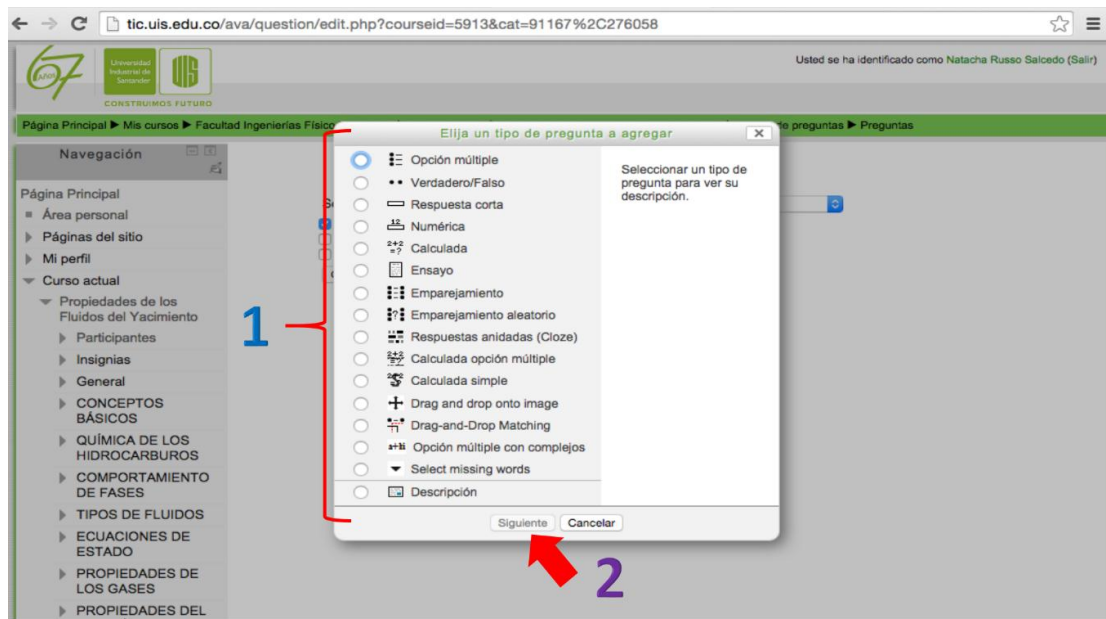 tic.uis.edu.co/ava/question/edit.php?courseid=5913&cat=91167%2C276058
67
AÑOS
Universidad
Industrial de
Santander
UIS
CONSTRUIMOS FUTURO
Usted se ha identificado como Natacha Russo Salcedo (Salir)
Página Principal ► Mis cursos ► Facultad Ingenierías Físico
de preguntas ► Preguntas
Navegación
Página Principal
Área personal
Páginas del sitio
Mi perfil
Curso actual
Propiedades de los
Fluidos del Yacimiento
Participantes
Insignias
General
CONCEPTOS
BÁSICOS
QUÍMICA DE LOS
HIDROCARBUROS
COMPORTAMIENTO
DE FASES
TIPOS DE FLUIDOS
ECUACIONES DE
ESTADO
PROPIEDADES DE
LOS GASES
PROPIEDADES DEL
1
Elija un tipo de pregunta a agregar
Opción múltiple
Verdadero/Falso
Respuesta corta
Numérica
Calculada
Ensayo
Emparejamiento
Emparejamiento aleatorio
Respuestas anidadas (Cloze)
Calculada opción múltiple
Calculada simple
Drag and drop onto image
Drag-and-Drop Matching
Opción múltiple con complejos
Select missing words
Descripción
Seleccionar un tipo de
pregunta para ver su
descripción.
Siguiente Cancelar
2